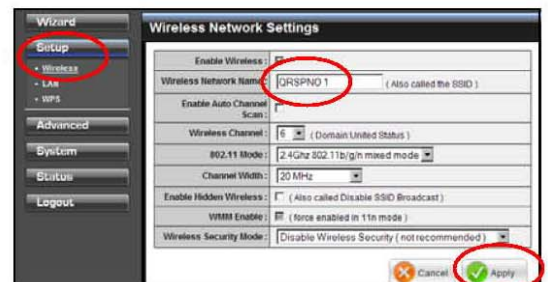 Wizard
Setup
Wireless
LAN
WPS
Advanced
System
Status
Logout
Wireless Network Settings
Enable Wireless :
Wireless Network Name : QRSPNO 1 ( Also called the SSID )
Enable Auto Channel
Scan :
Wireless Channel : 6 ( Domain:United Status )
802.11 Mode : 2.4Ghz 802.11b/g/n mixed mode
Channel Width : 20 MHz
Enable Hidden Wireless : ( Also called Disable SSID Broadcast )
WMM Enable : ( force enabled in 11n mode )
Wireless Security Mode : Disable Wireless Security ( not recommended )
Cancel Apply